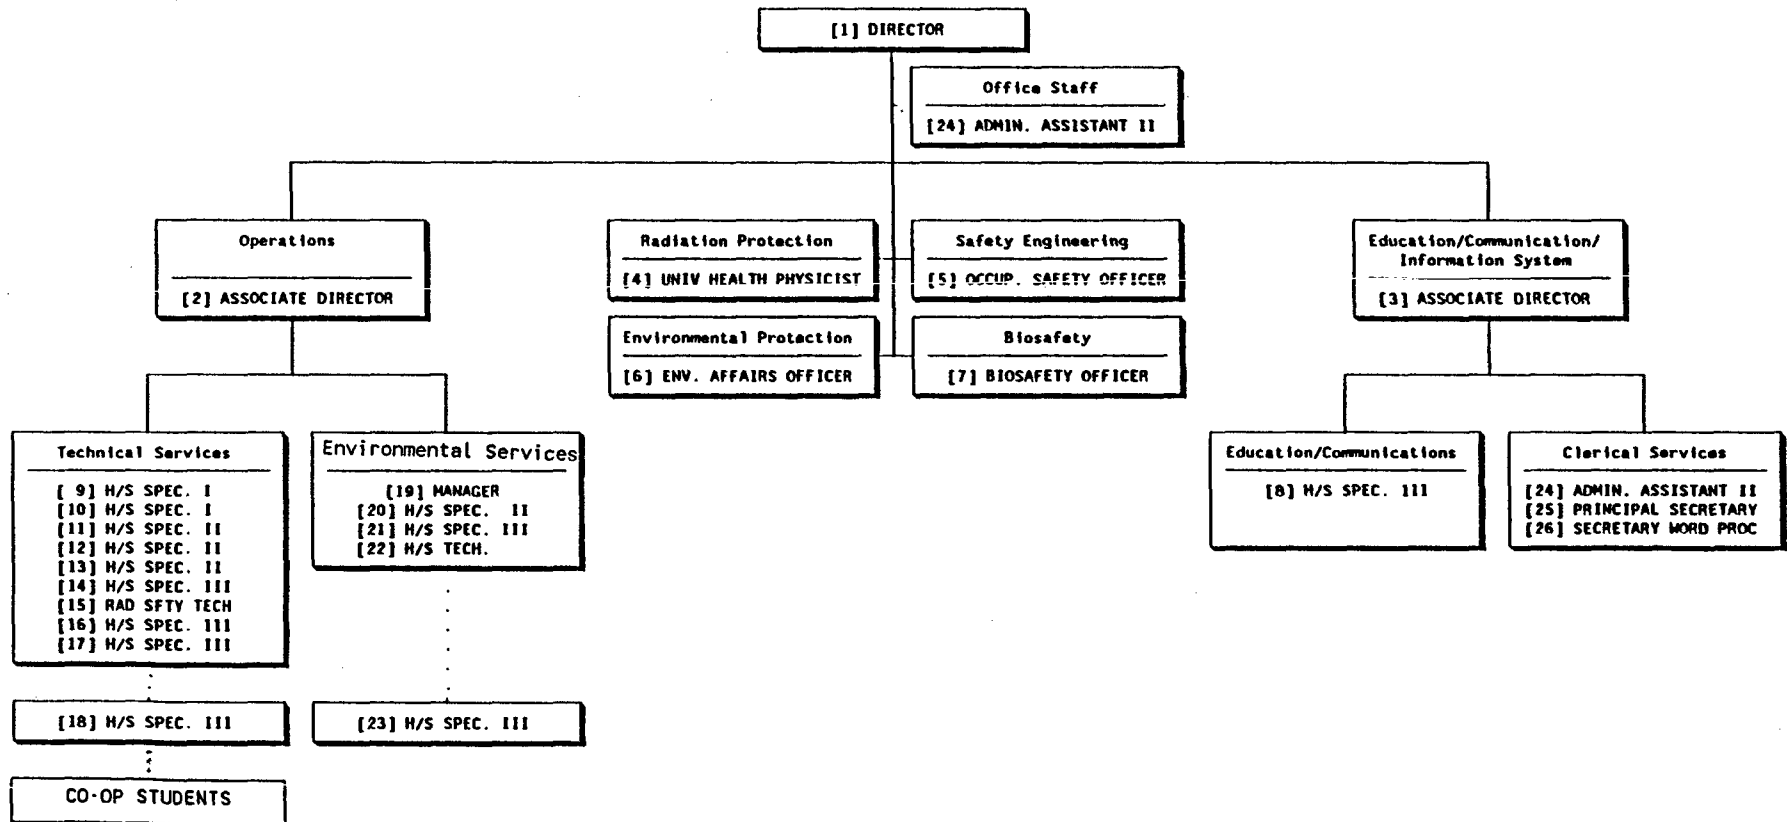 [1] DIRECTOR
Office Staff
[24] ADMIN. ASSISTANT II
Operations
[2] ASSOCIATE DIRECTOR
Radiation Protection
[4] UNIV HEALTH PHYSICIST
Safety Engineering
[5] OCCUP. SAFETY OFFICER
Education/Communication/
Information System
[3] ASSOCIATE DIRECTOR
Environmental Protection
[6] ENV. AFFAIRS OFFICER
Biosafety
[7] BIOSAFETY OFFICER
Technical Services
[ 9] H/S SPEC. I
[10] H/S SPEC. I
[11] H/S SPEC. II
[12] H/S SPEC. II
[13] H/S SPEC. II
[14] H/S SPEC. III
[15] RAD SFTY TECH
[16] H/S SPEC. III
[17] H/S SPEC. III
Environmental Services
[19] MANAGER
[20] H/S SPEC. II
[21] H/S SPEC. III
[22] H/S TECH.
Education/Communications
[8] H/S SPEC. III
Clerical Services
[24] ADMIN. ASSISTANT II
[25] PRINCIPAL SECRETARY
[26] SECRETARY WORD PROC
[18] H/S SPEC. III
[23] H/S SPEC. III
CO-OP STUDENTS